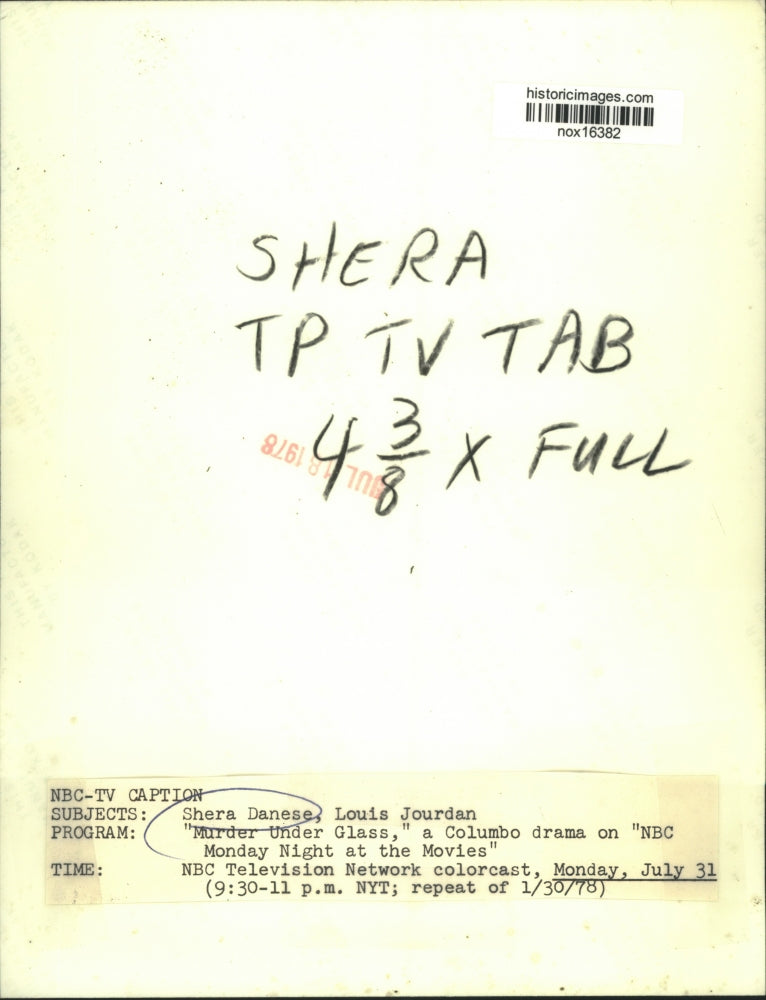 historicimages.com
nox16382
SHERA
TP TV TAB
4 3/8 X FULL
JUL 18 1978
NBC-TV CAPTION
SUBJECTS: Shera Danese, Louis Jourdan
PROGRAM: "Murder Under Glass," a Columbo drama on "NBC
Monday Night at the Movies"
TIME: NBC Television Network colorcast, Monday, July 31
(9:30-11 p.m. NYT; repeat of 1/30/78)